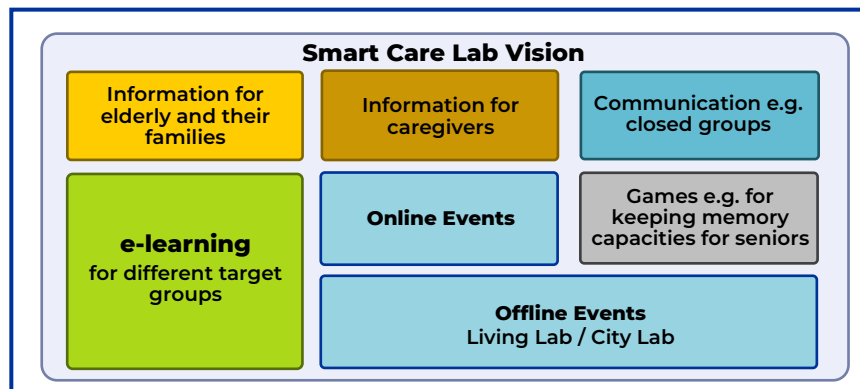 Smart Care Lab Vision
Information for
elderly and their
families
Information for
caregivers
Communication e.g.
closed groups
e-learning
for different target
groups
Online Events
Games e.g. for
keeping memory
capacities for seniors
Offline Events
Living Lab / City Lab